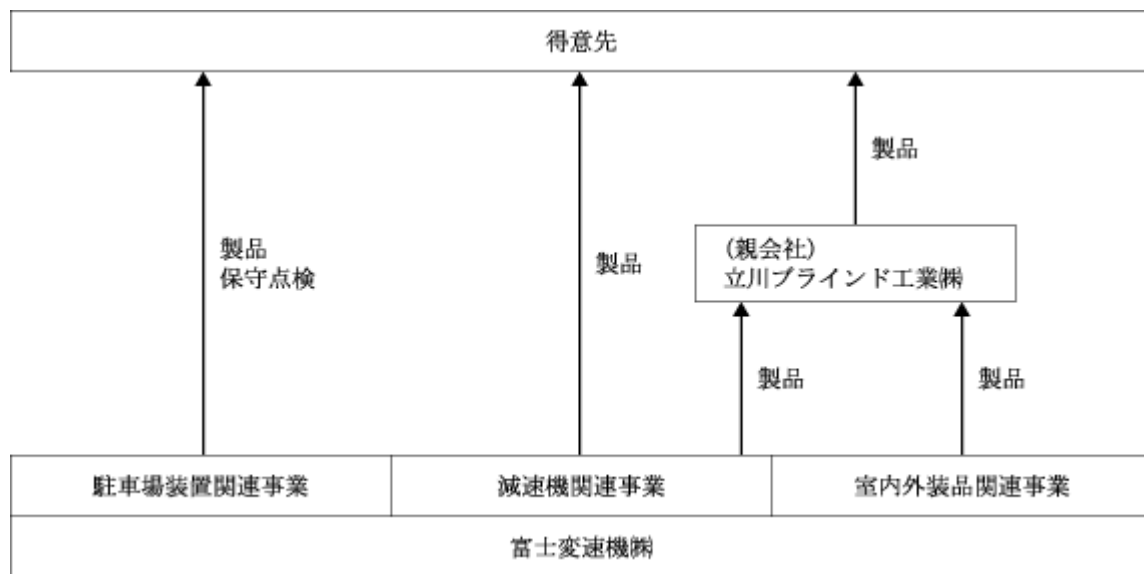 得意先
製品
製品
保守点検
製品
(親会社)
立川ブラインド工業㈱
製品
製品
駐車場装置関連事業
減速機関連事業
室内外装品関連事業
富士変速機㈱